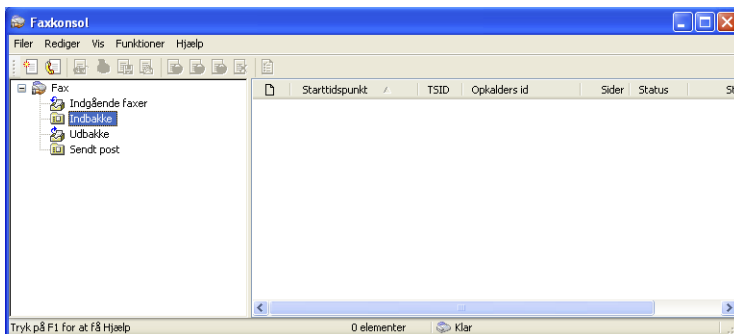 Faxkonsol
Filer Rediger Vis Funktioner Hjælp
Fax
Indgående faxer
Indbakke
Udbakke
Sendt post
Starttidspunkt TSID Opkalders id Sider Status St
Tryk på F1 for at få Hjælp 0 elementer Klar